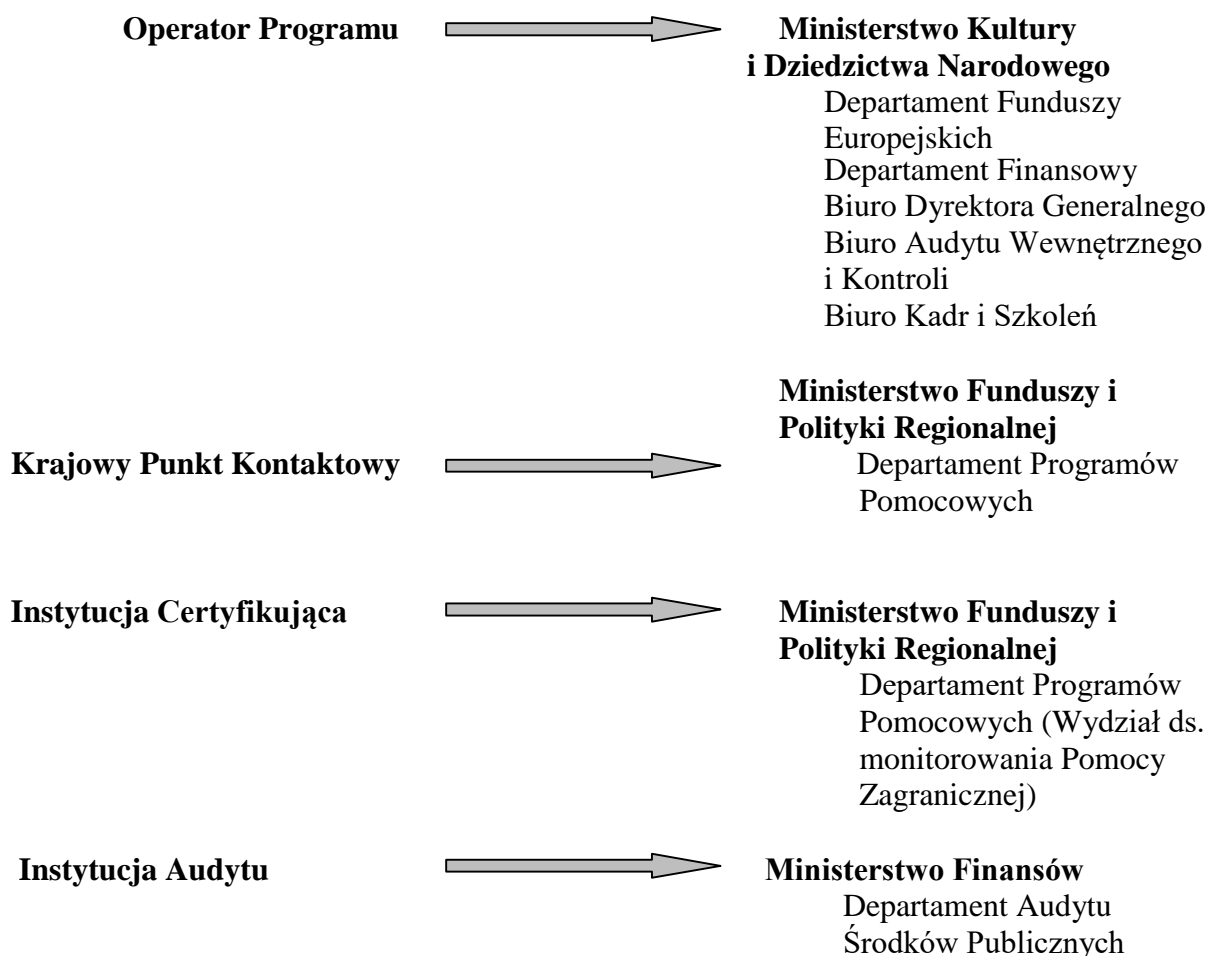 Operator Programu
Ministerstwo Kultury
i Dziedzictwa Narodowego
Departament Funduszy
Europejskich
Departament Finansowy
Biuro Dyrektora Generalnego
Biuro Audytu Wewnętrznego
i Kontroli
Biuro Kadr i Szkoleń
Krajowy Punkt Kontaktowy
Ministerstwo Funduszy i
Polityki Regionalnej
Departament Programów
Pomocowych
Instytucja Certyfikująca
Ministerstwo Funduszy i
Polityki Regionalnej
Departament Programów
Pomocowych (Wydział ds.
monitorowania Pomocy
Zagranicznej)
Instytucja Audytu
Ministerstwo Finansów
Departament Audytu
Środków Publicznych